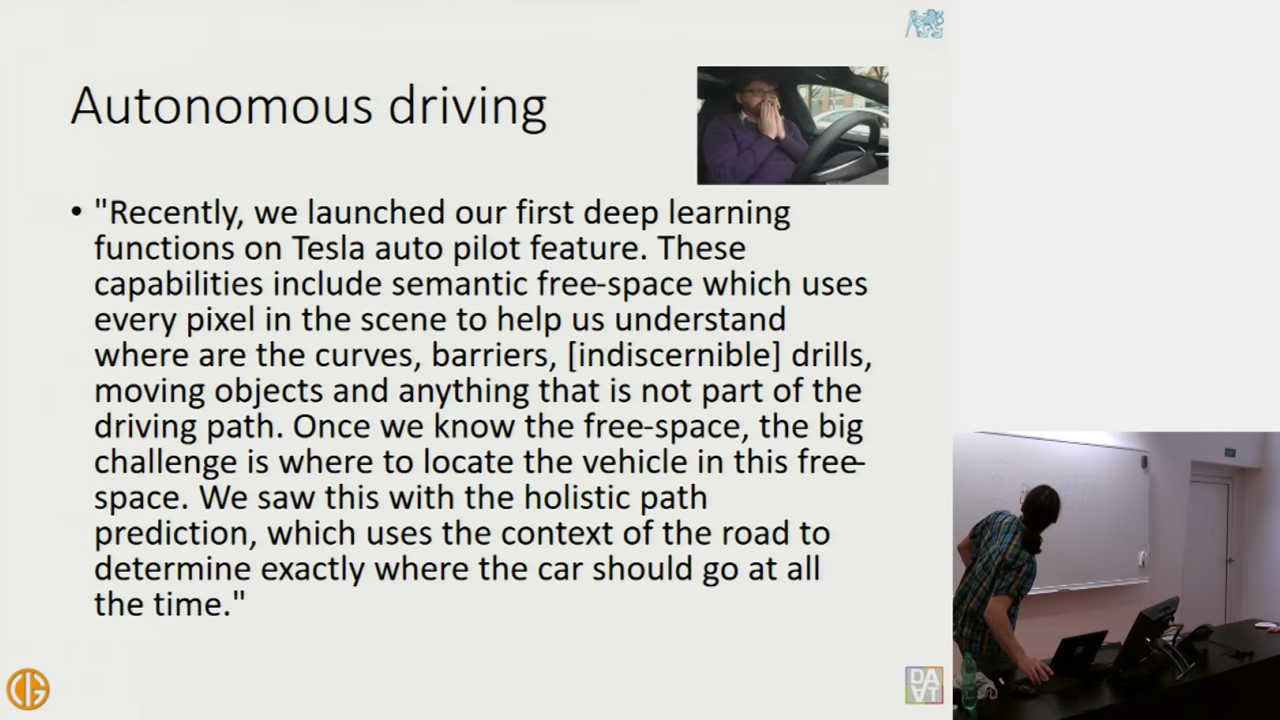 Autonomous driving
• "Recently, we launched our first deep learning
functions on Tesla auto pilot feature. These
capabilities include semantic free-space which uses
every pixel in the scene to help us understand
where are the curves, barriers, [indiscernible] drills,
moving objects and anything that is not part of the
driving path. Once we know the free-space, the big
challenge is where to locate the vehicle in this free-
space. We saw this with the holistic path
prediction, which uses the context of the road to
determine exactly where the car should go at all
the time."
DA